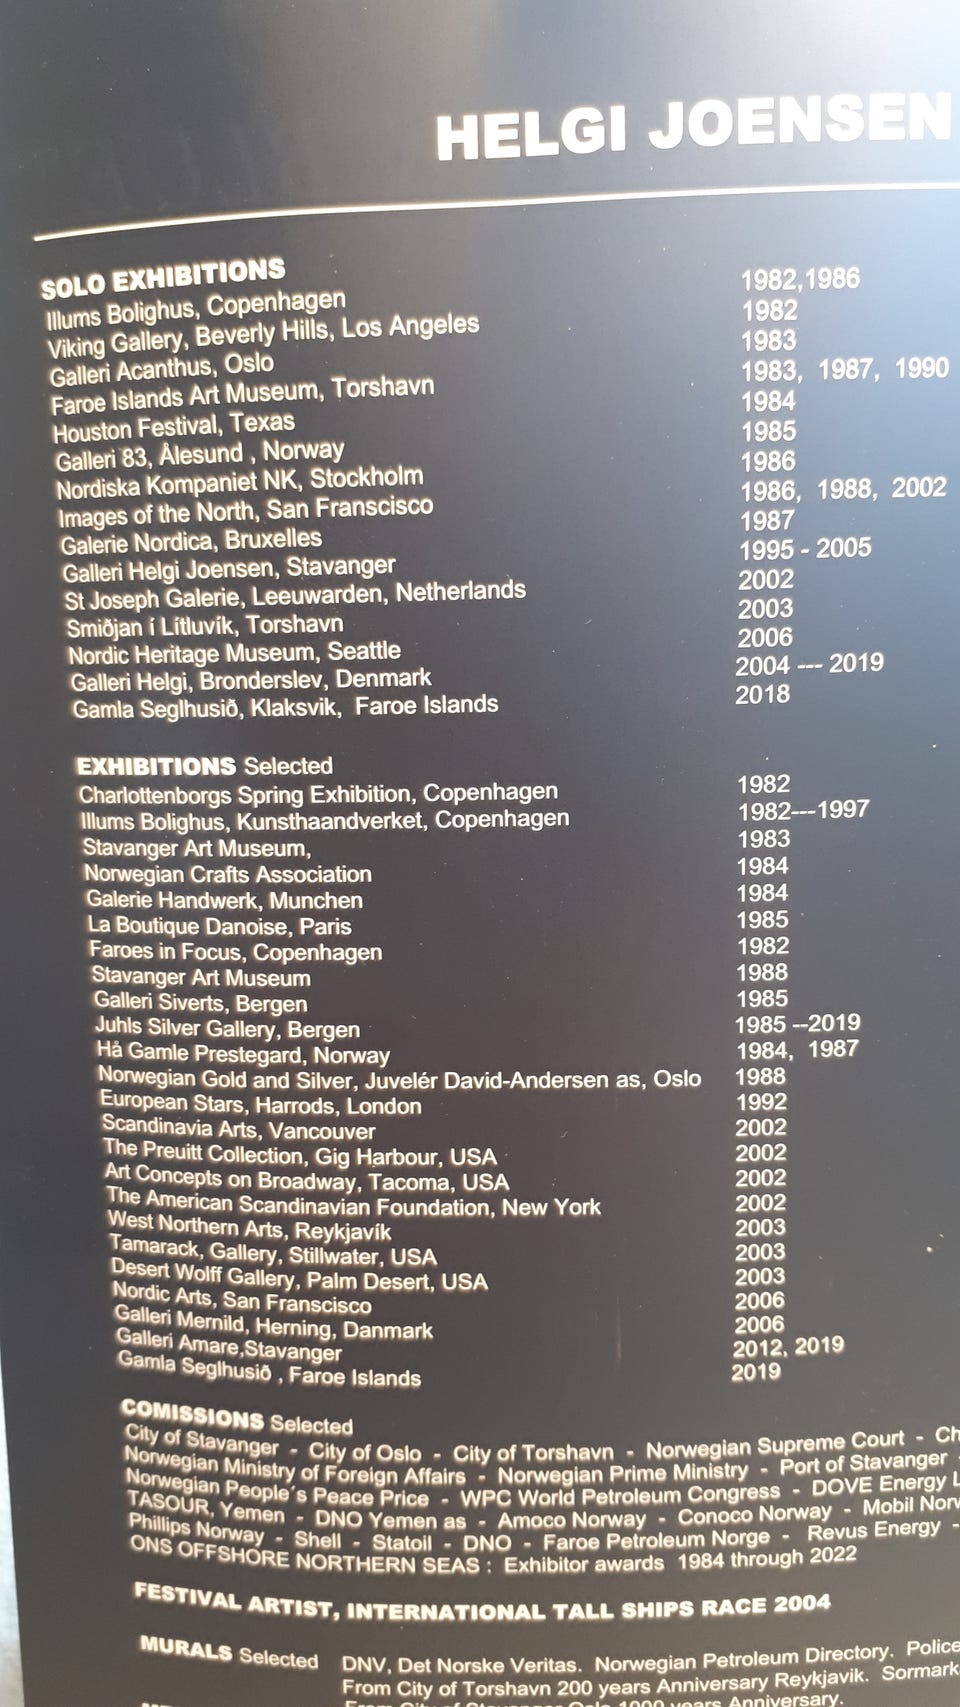 HELGI JOENSEN
SOLO EXHIBITIONS
Illums Bolighus, Copenhagen 1982,1986
Viking Gallery, Beverly Hills, Los Angeles 1982
Galleri Acanthus, Oslo 1983
Faroe Islands Art Museum, Torshavn 1983, 1987, 1990
Houston Festival, Texas 1984
Galleri 83, Ålesund , Norway 1985
Nordiska Kompaniet NK, Stockholm 1986
Images of the North, San Franscisco 1986, 1988, 2002
Galerie Nordica, Bruxelles 1987
Galleri Helgi Joensen, Stavanger 1995 - 2005
St Joseph Galerie, Leeuwarden, Netherlands 2002
Smiðjan í Lítluvík, Torshavn 2003
Nordic Heritage Museum, Seattle 2006
Galleri Helgi, Bronderslev, Denmark 2004 --- 2019
Gamla Seglhusið, Klaksvik, Faroe Islands 2018
EXHIBITIONS Selected
Charlottenborgs Spring Exhibition, Copenhagen 1982
Illums Bolighus, Kunsthaandverket, Copenhagen 1982---1997
Stavanger Art Museum, 1983
Norwegian Crafts Association 1984
Galerie Handwerk, Munchen 1984
La Boutique Danoise, Paris 1985
Faroes in Focus, Copenhagen 1982
Stavanger Art Museum 1988
Galleri Siverts, Bergen 1985
Juhls Silver Gallery, Bergen 1985 --2019
Hå Gamle Prestegard, Norway 1984, 1987
Norwegian Gold and Silver, Juvelér David-Andersen as, Oslo 1988
European Stars, Harrods, London 1992
Scandinavia Arts, Vancouver 2002
The Preuitt Collection, Gig Harbour, USA 2002
Art Concepts on Broadway, Tacoma, USA 2002
The American Scandinavian Foundation, New York 2002
West Northern Arts, Reykjavík 2003
Tamarack, Gallery, Stillwater, USA 2003
Desert Wolff Gallery, Palm Desert, USA 2003
Nordic Arts, San Franscisco 2006
Galleri Mernild, Herning, Danmark 2006
Galleri Amare,Stavanger 2012, 2019
Gamla Seglhusið , Faroe Islands 2019
COMISSIONS Selected
City of Stavanger - City of Oslo - City of Torshavn - Norwegian Supreme Court - Ch
Norwegian Ministry of Foreign Affairs - Norwegian Prime Ministry - Port of Stavanger -
Norwegian People's Peace Price - WPC World Petroleum Congress - DOVE Energy L
TASOUR, Yemen - DNO Yemen as - Amoco Norway - Conoco Norway - Mobil Norw
Phillips Norway - Shell - Statoil - DNO - Faroe Petroleum Norge - Revus Energy -
ONS OFFSHORE NORTHERN SEAS : Exhibitor awards 1984 through 2022
FESTIVAL ARTIST, INTERNATIONAL TALL SHIPS RACE 2004
MURALS Selected DNV, Det Norske Veritas. Norwegian Petroleum Directory. Police
From City of Torshavn 200 years Anniversary Reykjavik. Sormark
From City of Stavanger Oslo 1000 years Anniversary.